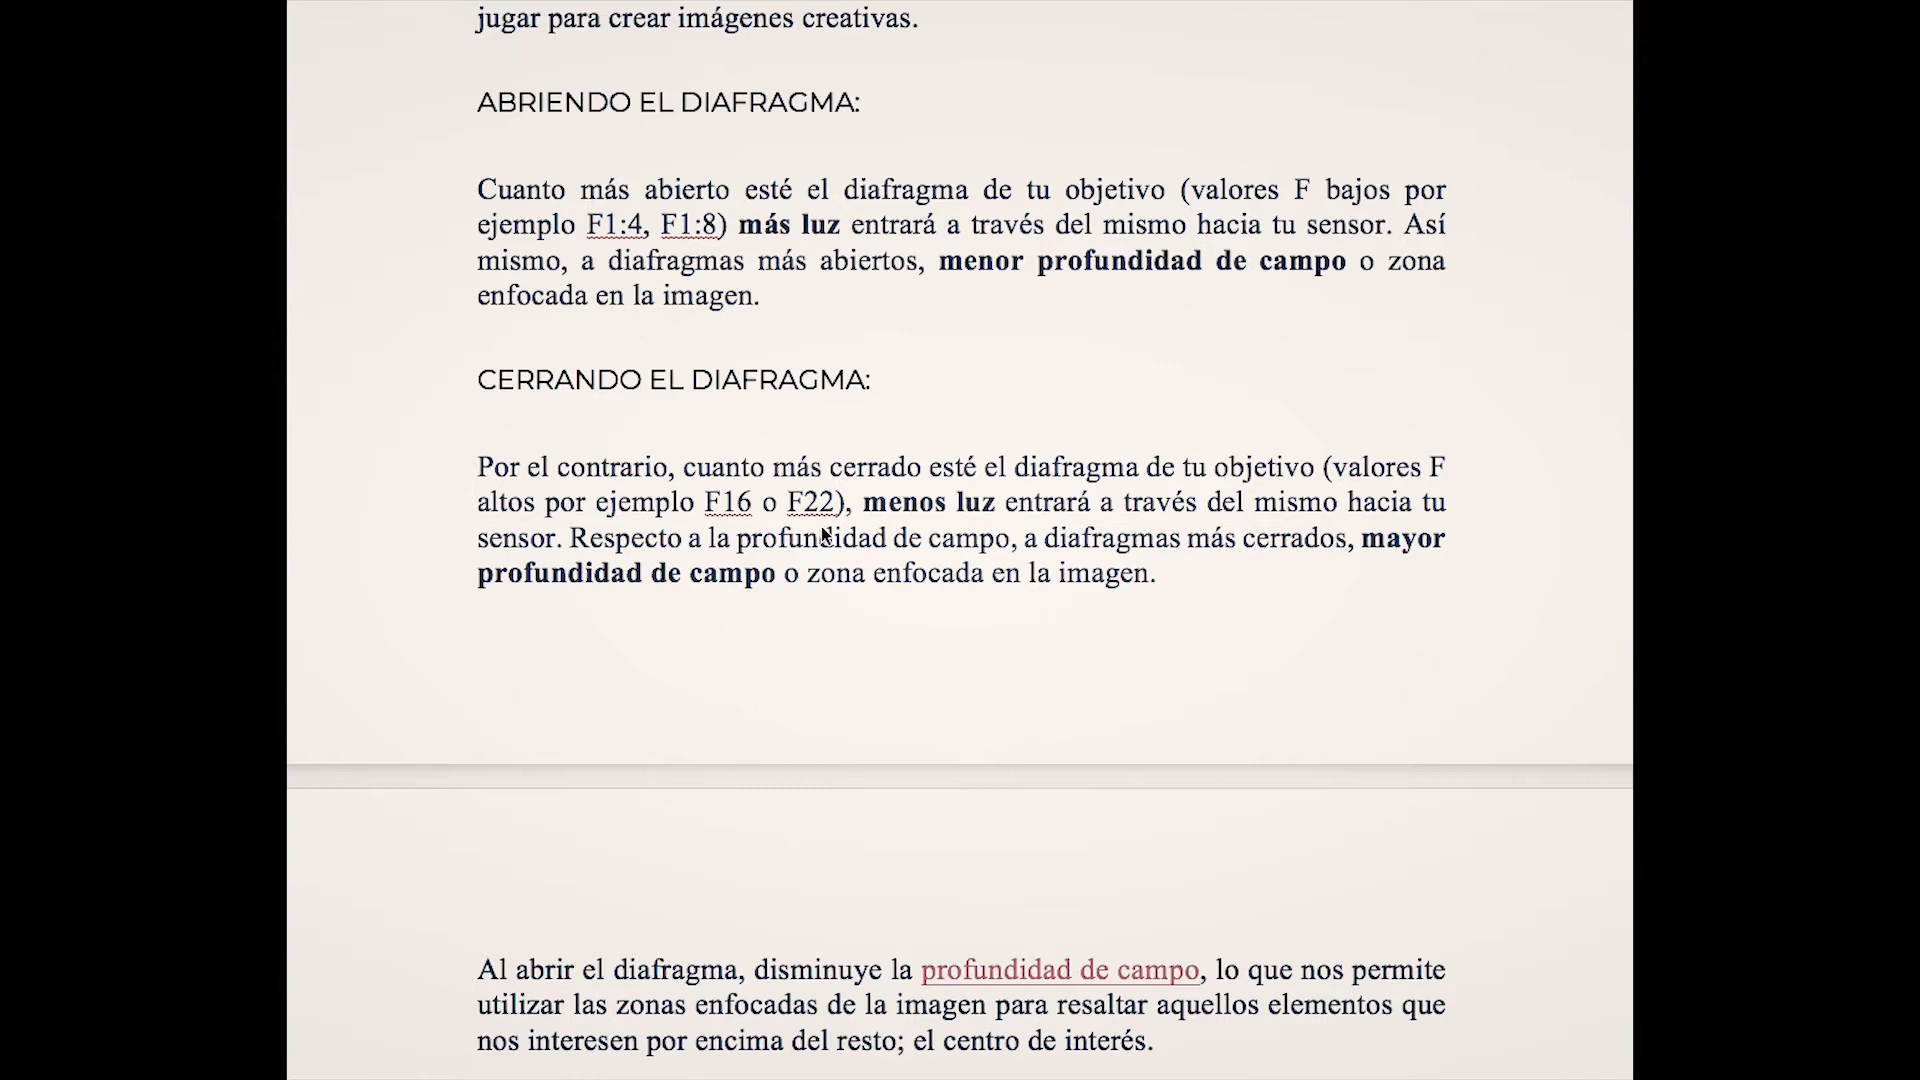 jugar para crear imágenes creativas.
ABRIENDO EL DIAFRAGMA:
Cuanto más abierto esté el diafragma de tu objetivo (valores F bajos por
ejemplo F1:4, F1:8) más luz entrará a través del mismo hacia tu sensor. Así
mismo, a diafragmas más abiertos, menor profundidad de campo o zona
enfocada en la imagen.
CERRANDO EL DIAFRAGMA:
Por el contrario, cuanto más cerrado esté el diafragma de tu objetivo (valores F
altos por ejemplo F16 o F22), menos luz entrará a través del mismo hacia tu
sensor. Respecto a la profundidad de campo, a diafragmas más cerrados, mayor
profundidad de campo o zona enfocada en la imagen.
Al abrir el diafragma, disminuye la profundidad de campo, lo que nos permite
utilizar las zonas enfocadas de la imagen para resaltar aquellos elementos que
nos interesen por encima del resto; el centro de interés.